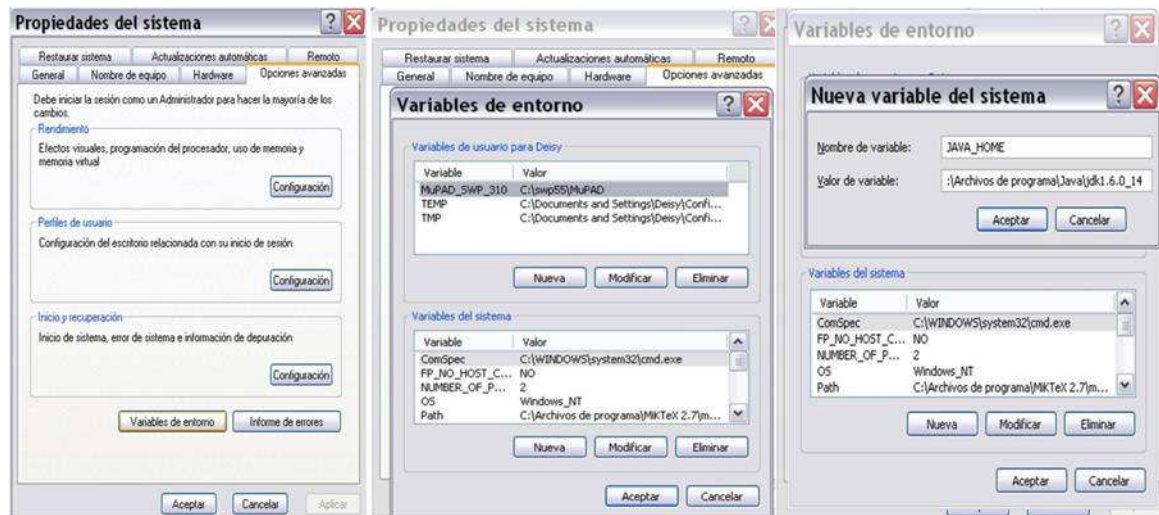 Propiedades del sistema
Restaurar sistema Actualizaciones automáticas Remoto
General Nombre de equipo Hardware Opciones avanzadas
Debe iniciar la sesión como un Administrador para hacer la mayoría de los
cambios.
Rendimiento
Efectos visuales, programación del procesador, uso de memoria y
memoria virtual
Configuración
Perfiles de usuario
Configuración del escritorio relacionada con su inicio de sesión
Configuración
Inicio y recuperación
Inicio de sistema, error de sistema e información de depuración
Configuración
Variables de entorno Informe de errores
Aceptar Cancelar Aplicar
Propiedades del sistema
Restaurar sistema Actualizaciones automáticas Remoto
General Nombre de equipo Hardware Opciones avanzadas
Variables de entorno
Variables de usuario para Deisy
Variable Valor
MuPAD_SWP_310 C:\swp55\MuPAD
TEMP C:\Documents and Settings\Deisy\Confi...
TMP C:\Documents and Settings\Deisy\Confi...
Nueva Modificar Eliminar
Variables del sistema
Variable Valor
ComSpec C:\WINDOWS\system32\cmd.exe
FP_NO_HOST_C... NO
NUMBER_OF_P... 2
OS Windows_NT
Path C:\Archivos de programa\MiKTeX 2.7\m...
Nueva Modificar Eliminar
Aceptar Cancelar
Variables de entorno
Nueva variable del sistema
Nombre de variable: JAVA_HOME
Valor de variable: :\Archivos de programa\Java\jdk1.6.0_14
Aceptar Cancelar
Variables del sistema
Variable Valor
ComSpec C:\WINDOWS\system32\cmd.exe
FP_NO_HOST_C... NO
NUMBER_OF_P... 2
OS Windows_NT
Path C:\Archivos de programa\MiKTeX 2.7\m...
Nueva Modificar Eliminar
Aceptar Cancelar